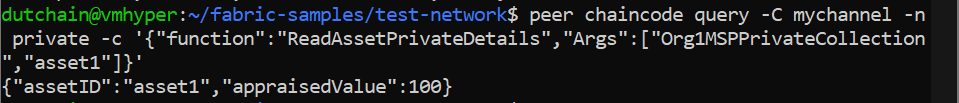 dutchain@vmhyper:~/fabric-samples/test-network$ peer chaincode query -C mychannel -n
 private -c '{"function":"ReadAssetPrivateDetails","Args":["Org1MSPPrivateCollection
","asset1"]}'
{"assetID":"asset1","appraisedValue":100}